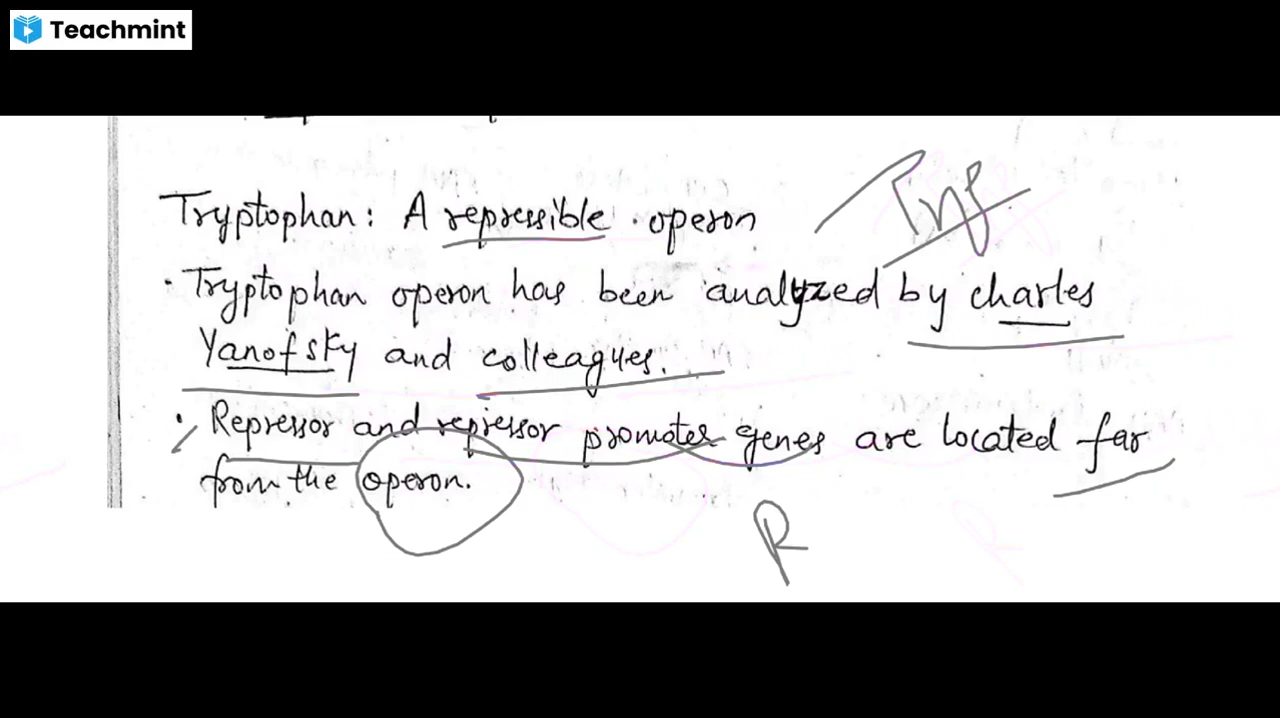 Teachmint
Tryptophan: A repressible operon
Trp
• Tryptophan operon has been analyzed by charles
Yanofsky and colleagues.
• Repressor and repressor promoter genes are located far
from the operon.
R